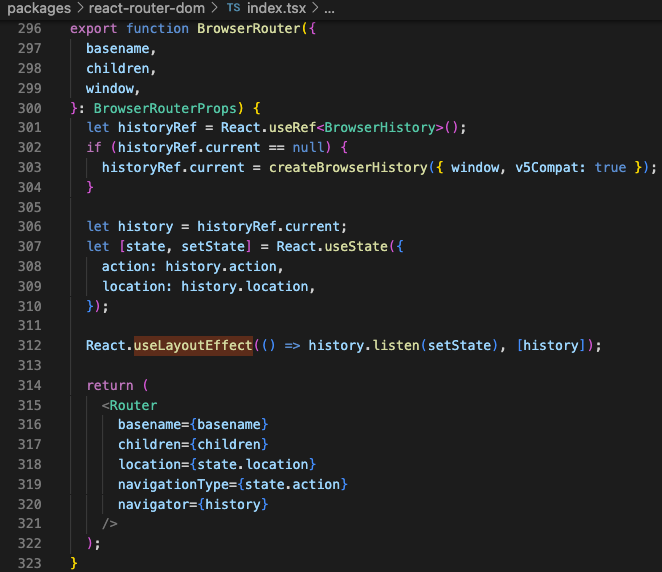 packages > react-router-dom > TS index.tsx > ...
296 export function BrowserRouter({
297   basename,
298   children,
299   window,
300 }: BrowserRouterProps) {
301   let historyRef = React.useRef<BrowserHistory>();
302   if (historyRef.current == null) {
303     historyRef.current = createBrowserHistory({ window, v5Compat: true });
304   }
305
306   let history = historyRef.current;
307   let [state, setState] = React.useState({
308     action: history.action,
309     location: history.location,
310   });
311
312   React.useLayoutEffect(() => history.listen(setState), [history]);
313
314   return (
315     <Router
316       basename={basename}
317       children={children}
318       location={state.location}
319       navigationType={state.action}
320       navigator={history}
321     />
322   );
323 }